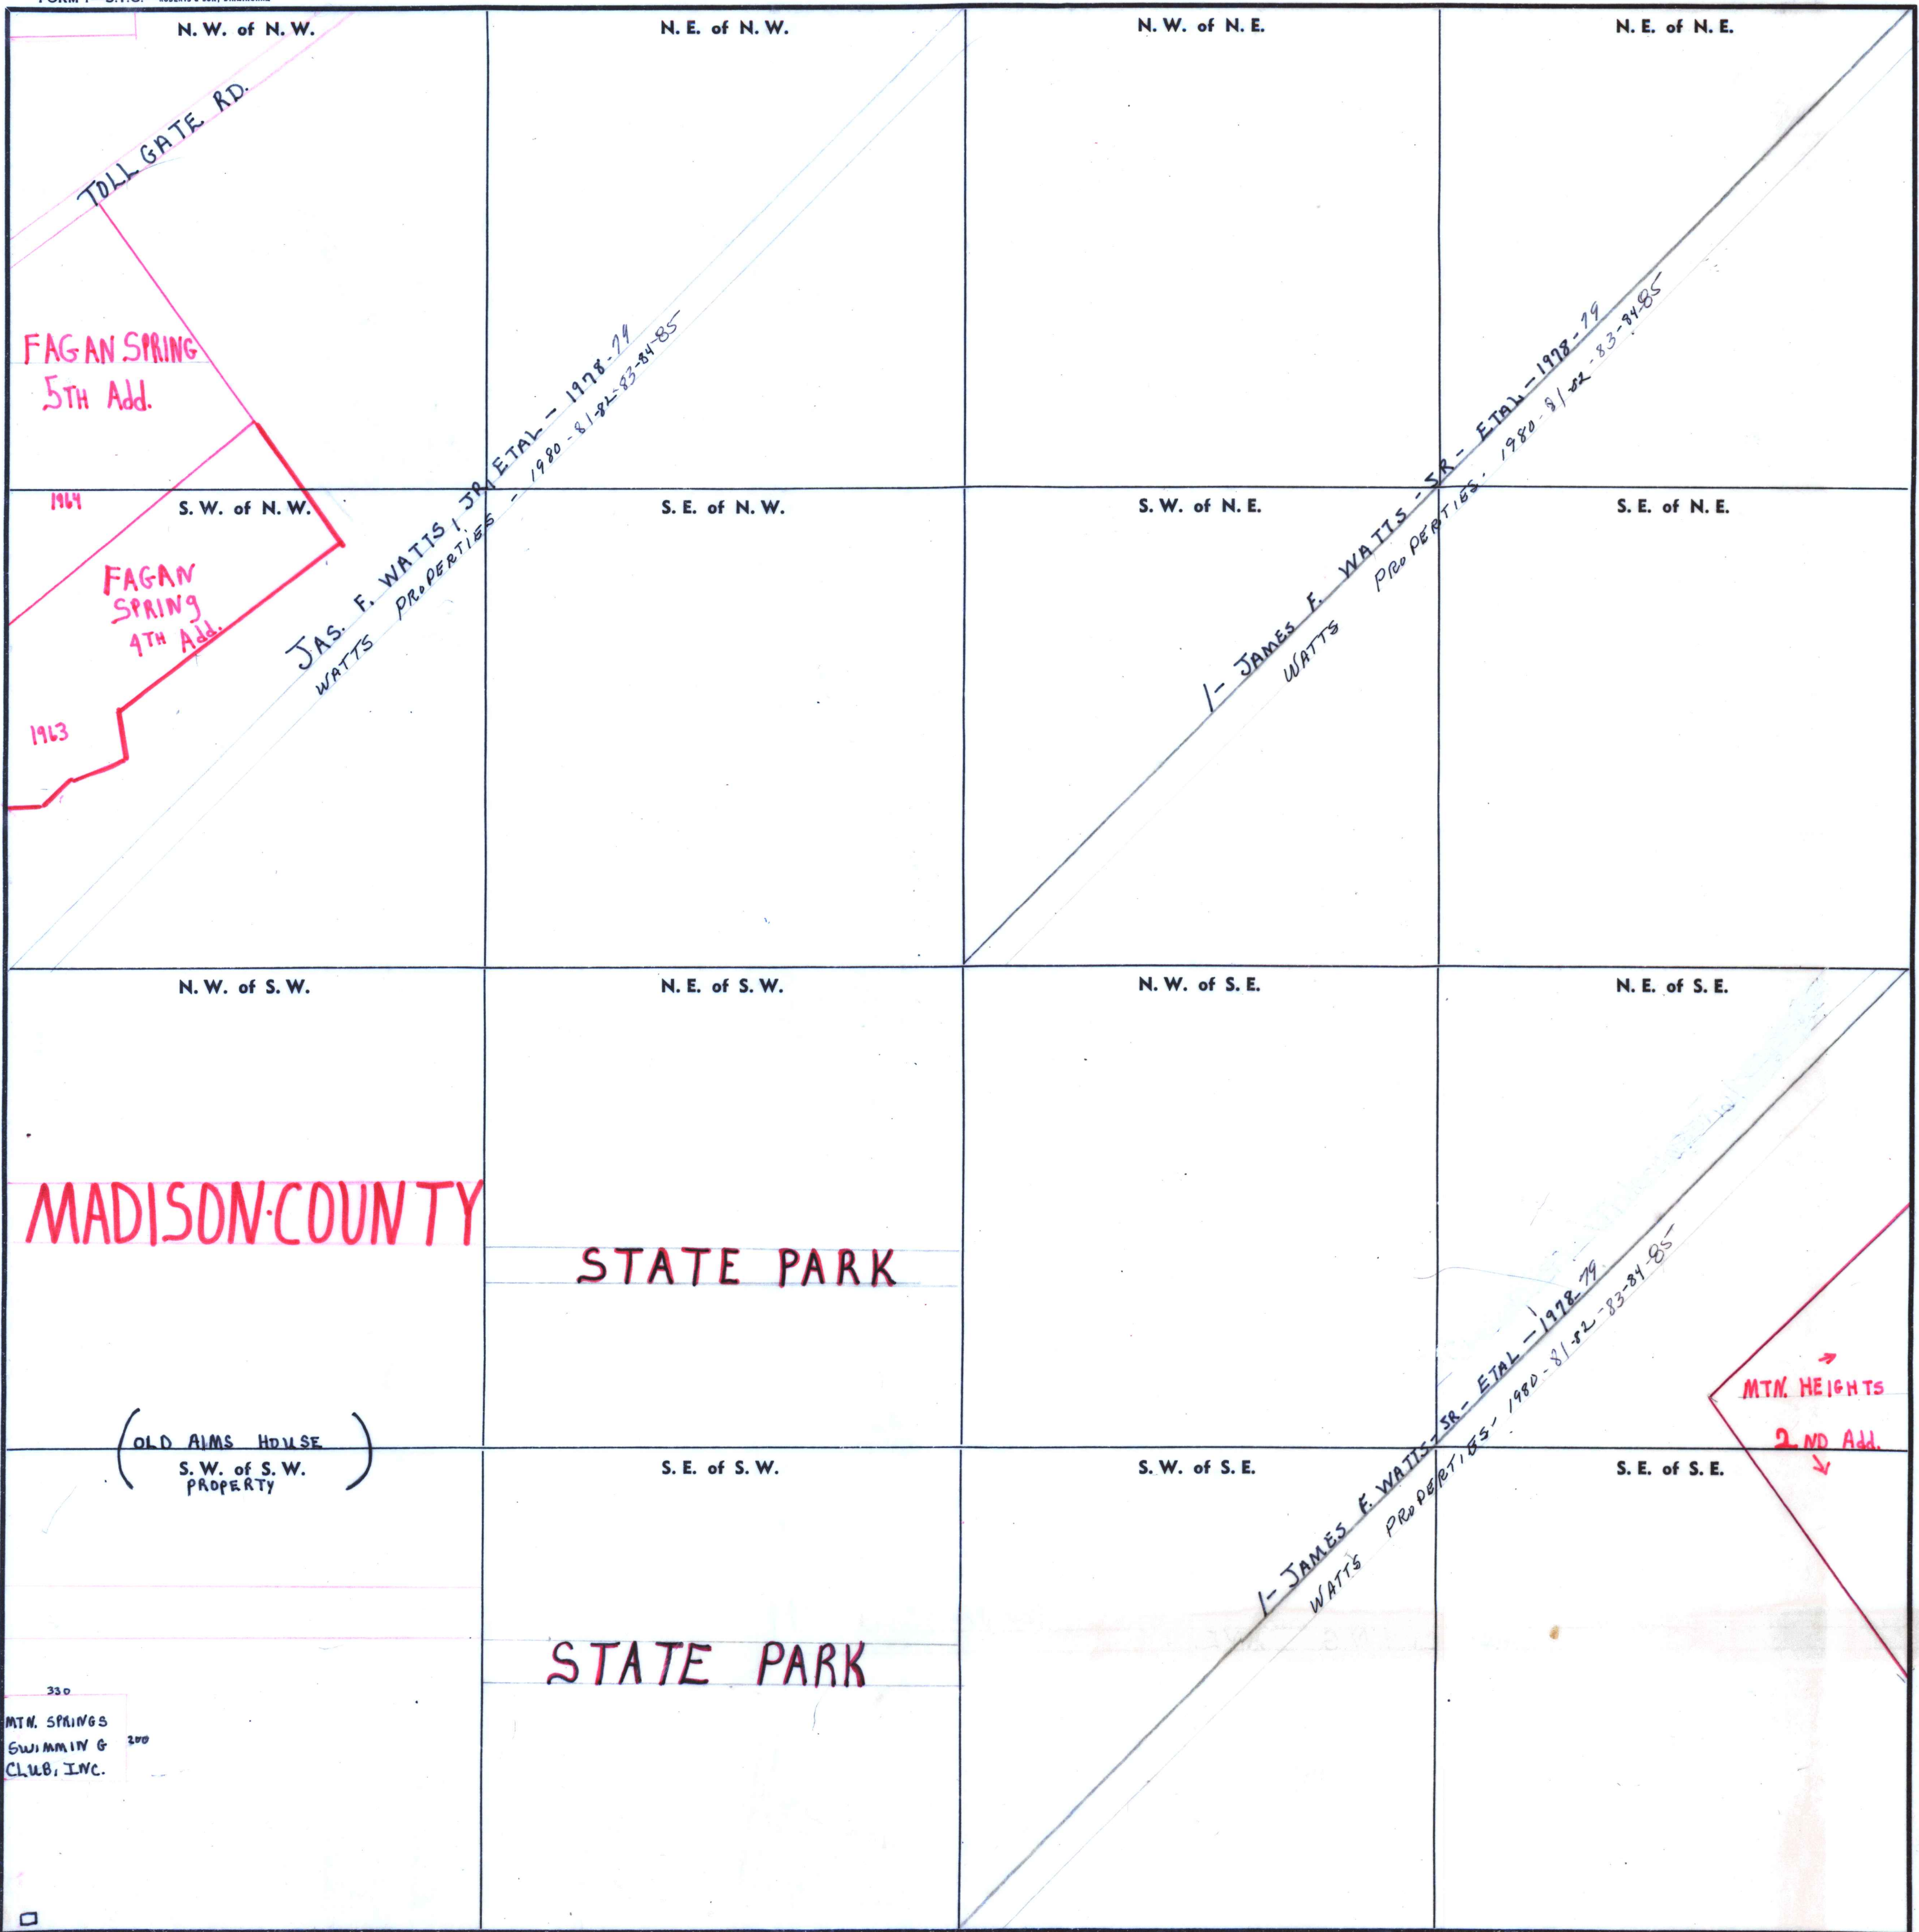 N. W. of N. W.
N. E. of N. W.
N. W. of N. E.
N. E. of N. E.
TOLL GATE RD.
FAGAN SPRING
5TH Add.
1964
S. W. of N. W.
S. E. of N. W.
S. W. of N. E.
S. E. of N. E.
FAGAN
SPRING
4TH Add.
1963
JAS. F. WATTS, JR, ETAL - 1978-79
WATTS PROPERTIES - 1980-81-82-83-84-85
1- JAMES F. WATTS - SR - ETAL - 1978-79
WATTS PROPERTIES - 1980-81-82-83-84-85
N. W. of S. W.
N. E. of S. W.
N. W. of S. E.
N. E. of S. E.
MADISON·COUNTY
STATE PARK
1- JAMES F. WATTS - SR - ETAL - 1978-79
WATTS PROPERTIES - 1980-81-82-83-84-85
MTN. HEIGHTS
2ND Add.
(OLD AlMS HOUSE
S. W. of S. W.
PROPERTY)
S. E. of S. W.
S. W. of S. E.
S. E. of S. E.
STATE PARK
330
MTN. SPRINGS
SWIMMING
CLUB, INC.
200